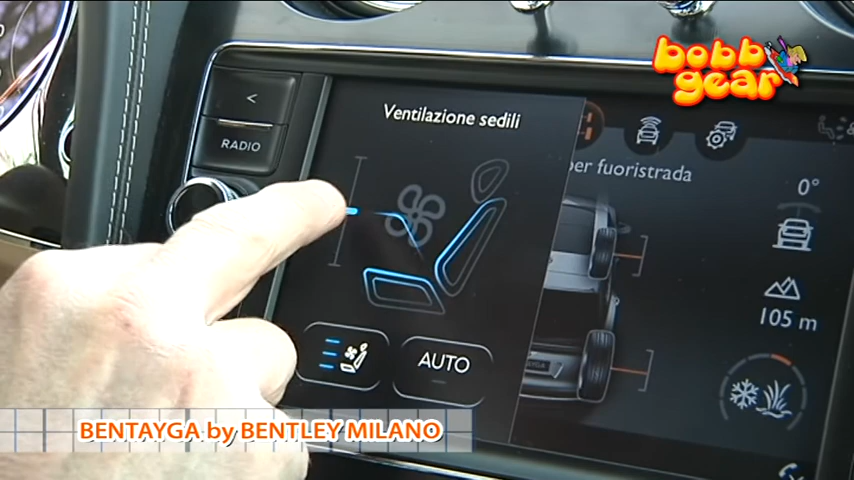 bobb
gear
<
Ventilazione sedili
RADIO
per fuoristrada
0°
105 m
AUTO
BENTAYGA by BENTLEY MILANO